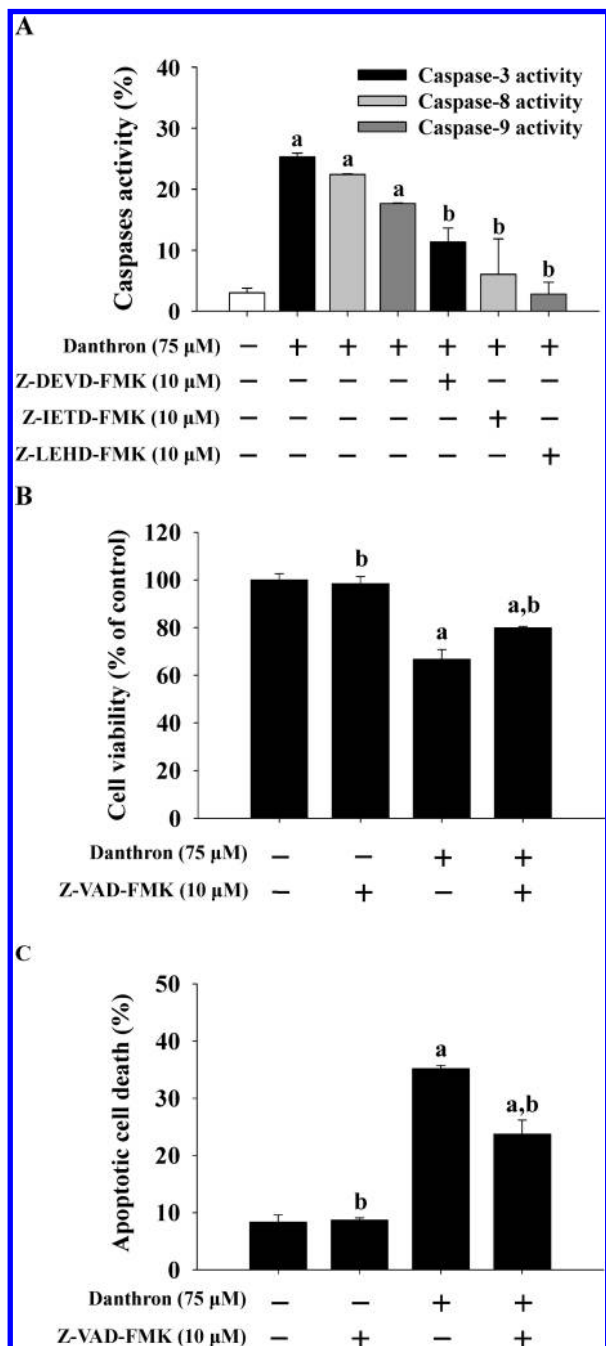 A
Caspases activity (%)
50
40
30
20
10
0
Caspase-3 activity
Caspase-8 activity
Caspase-9 activity
a a a b b b
Danthron (75 μM) − + + + + + +
Z-DEVD-FMK (10 μM) − − − − + − −
Z-IETD-FMK (10 μM) − − − − − + −
Z-LEHD-FMK (10 μM) − − − − − − +
B
Cell viability (% of control)
120
100
80
60
40
20
0
b a a,b
Danthron (75 μM) − − + +
Z-VAD-FMK (10 μM) − + − +
C
Apoptotic cell death (%)
50
40
30
20
10
0
b a a,b
Danthron (75 μM) − − + +
Z-VAD-FMK (10 μM) − + − +